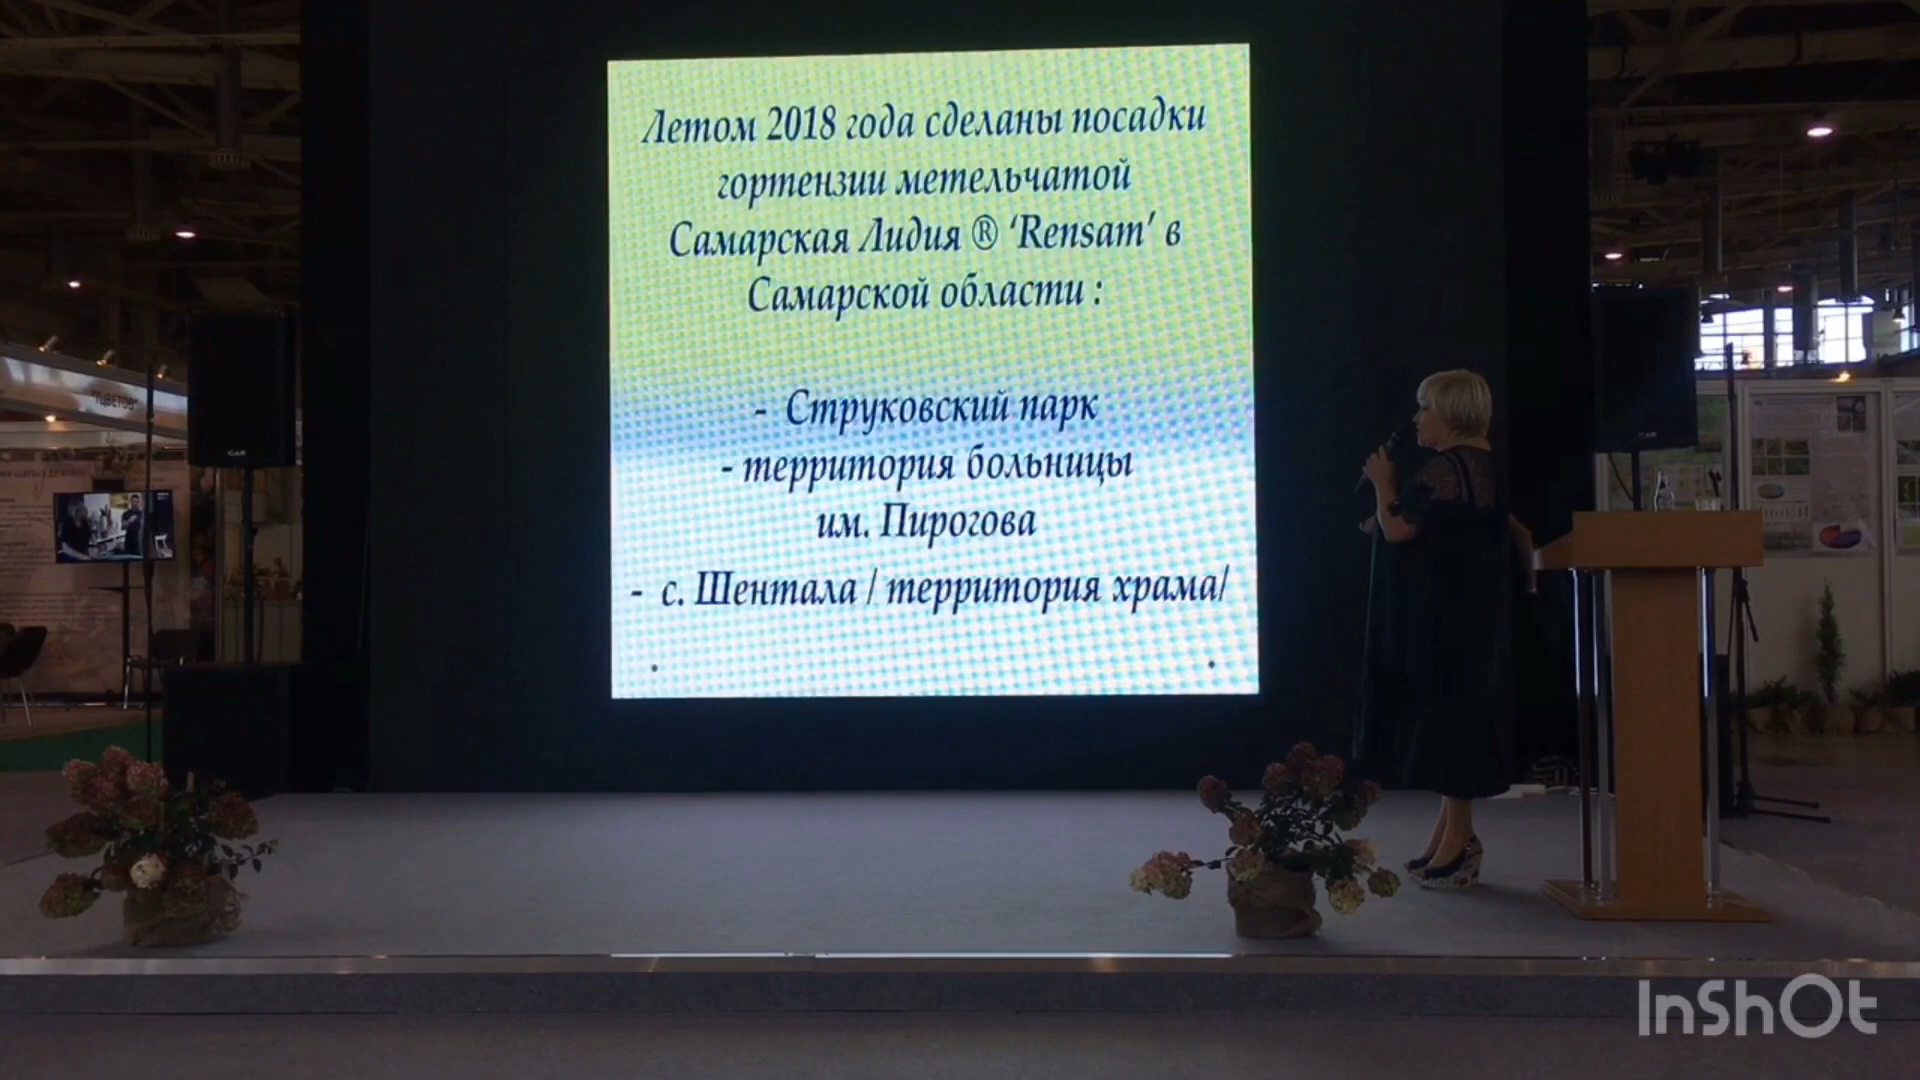 Летом 2018 года сделаны посадки
гортензии метельчатой
Самарская Лидия ® ‘Rensam’ в
Самарской области :
- Струковский парк
- территория больницы
им. Пирогова
- с. Шентала / территория храма/
InShOt